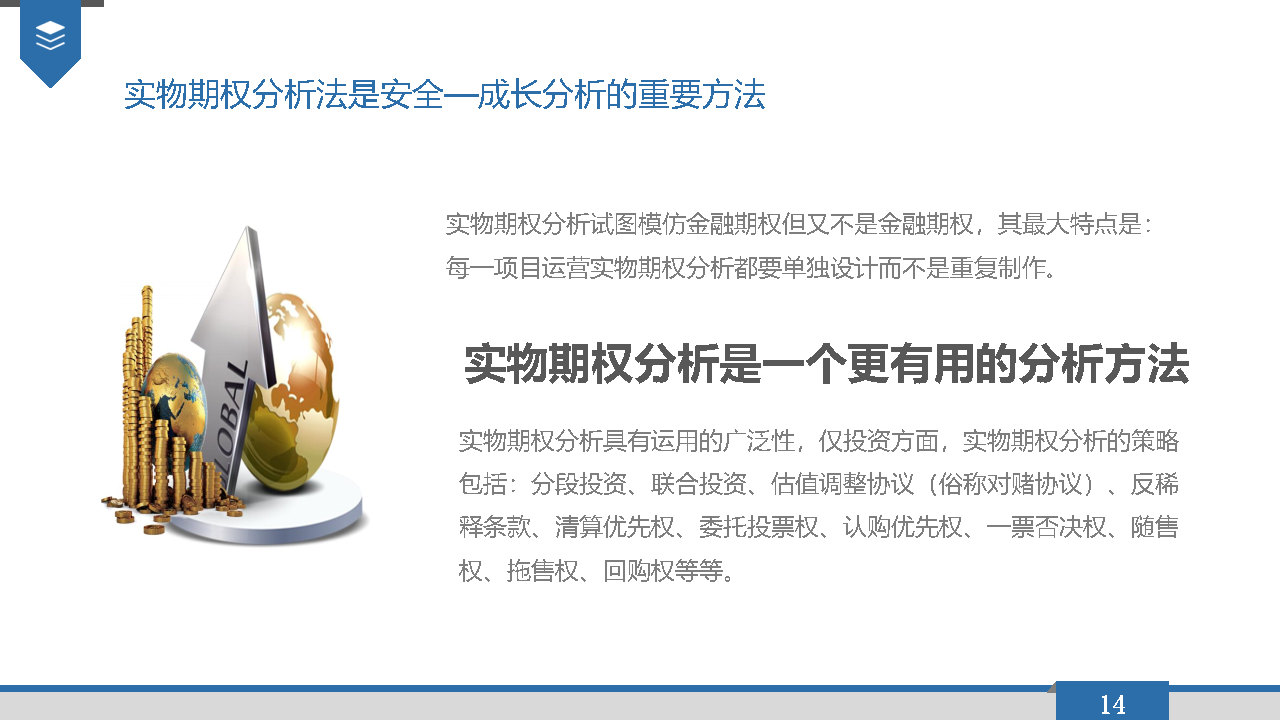 实物期权分析法是安全—成长分析的重要方法
实物期权分析试图模仿金融期权但又不是金融期权，其最大特点是：
每一项目运营实物期权分析都要单独设计而不是重复制作。
实物期权分析是一个更有用的分析方法
实物期权分析具有运用的广泛性，仅投资方面，实物期权分析的策略
包括：分段投资、联合投资、估值调整协议（俗称对赌协议）、反稀
释条款、清算优先权、委托投票权、认购优先权、一票否决权、随售
权、拖售权、回购权等等。
LOBAL
14